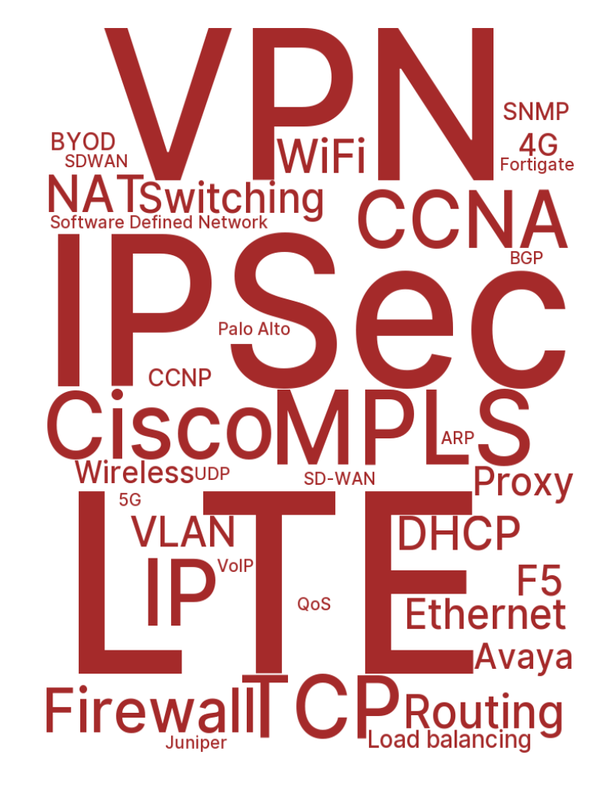 VPN
SNMP
BYOD
WiFi
4G
SDWAN
Fortigate
NAT
Switching
CCNA
Software Defined Network
BGP
IPSec
Palo Alto
CCNP
Cisco
MPLS
ARP
Wireless
UDP
SD-WAN
Proxy
5G
LTE
VLAN
DHCP
VoIP
IP
F5
QoS
Ethernet
Avaya
Firewall
TCP
Routing
Juniper
Load balancing